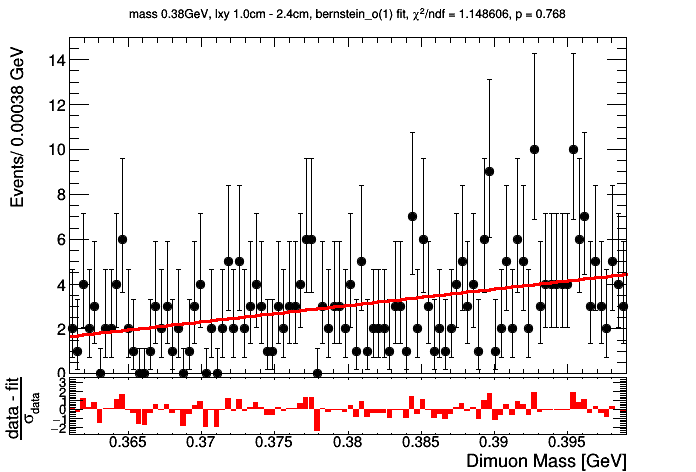 mass 0.38GeV, lxy 1.0cm - 2.4cm, bernstein_o(1) fit, χ²/ndf = 1.148606, p = 0.768
Events/ 0.00038 GeV
14
12
10
8
6
4
2
0
data - fit
σdata
3
2
1
0
−1
−2
0.365 0.37 0.375 0.38 0.385 0.39 0.395
Dimuon Mass [GeV]